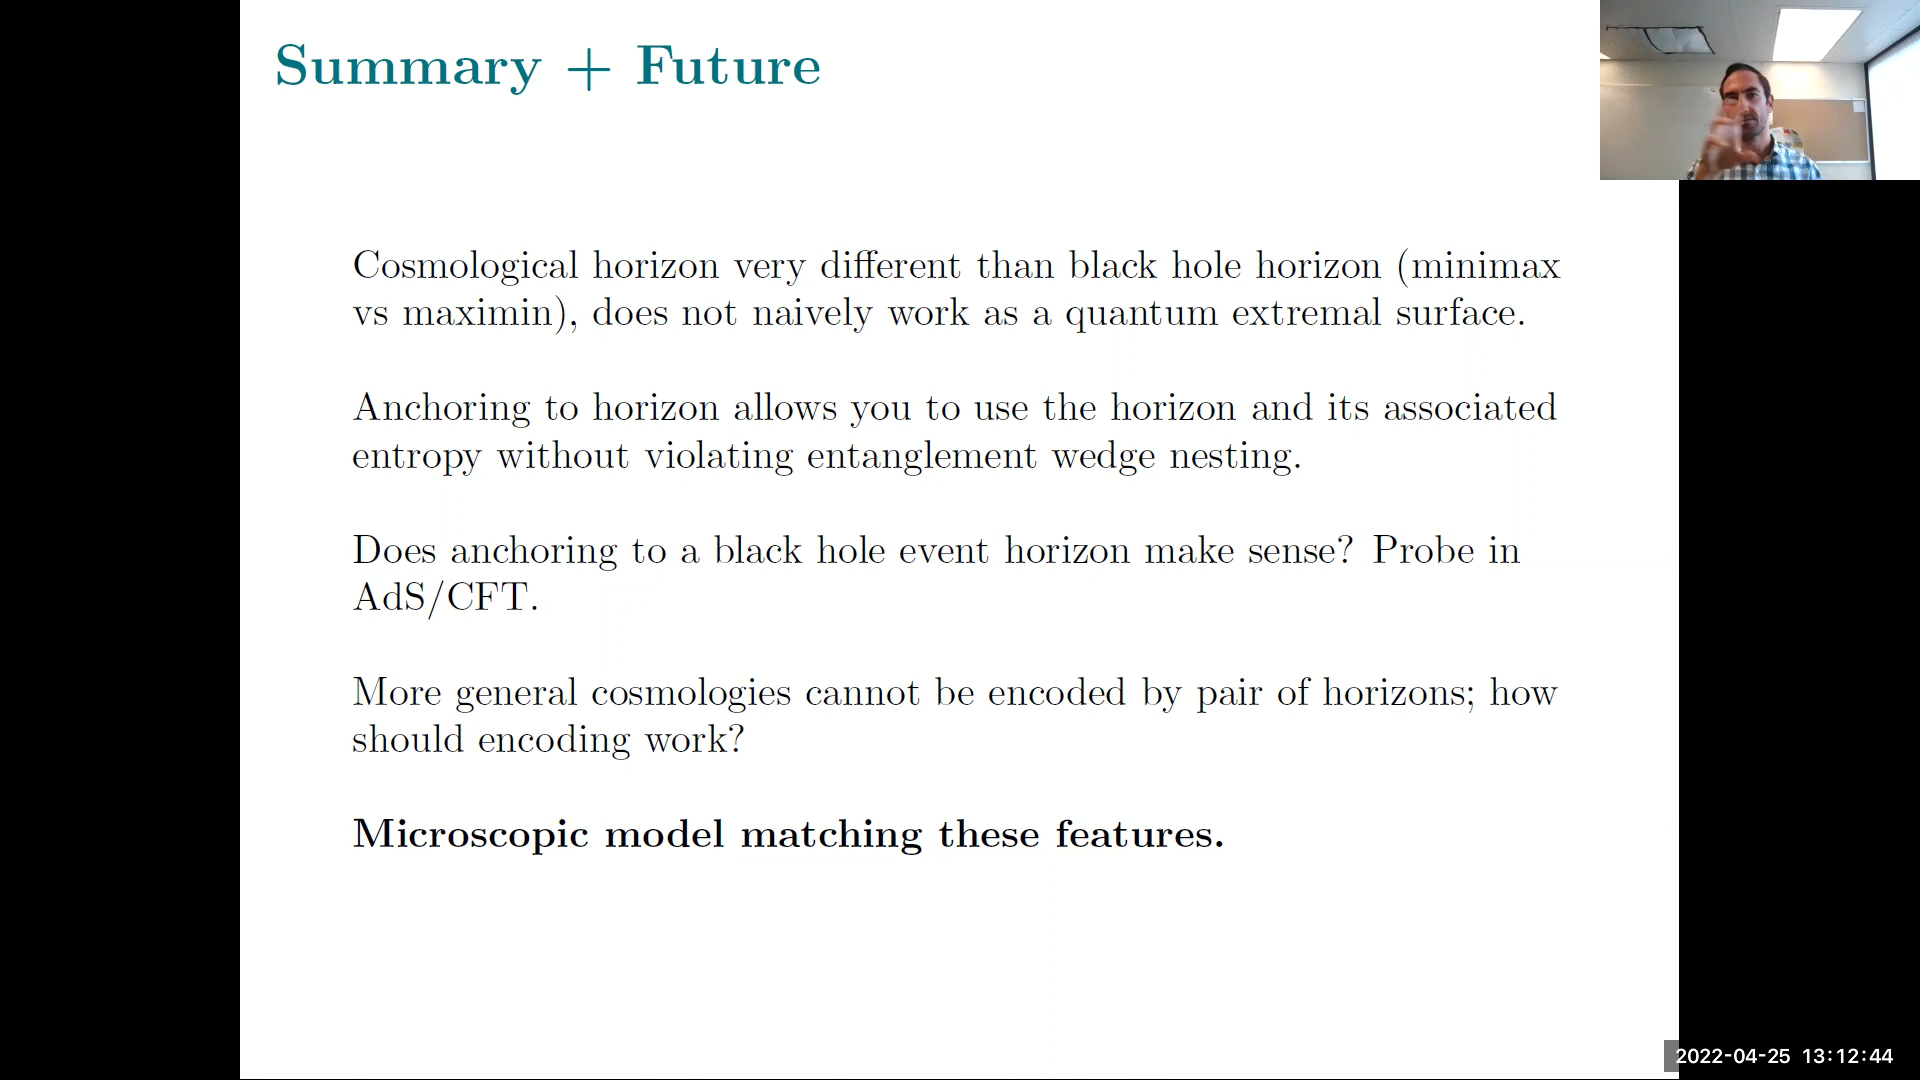 Summary + Future
Cosmological horizon very different than black hole horizon (minimax
vs maximin), does not naively work as a quantum extremal surface.
Anchoring to horizon allows you to use the horizon and its associated
entropy without violating entanglement wedge nesting.
Does anchoring to a black hole event horizon make sense? Probe in
AdS/CFT.
More general cosmologies cannot be encoded by pair of horizons; how
should encoding work?
Microscopic model matching these features.
2022-04-25 13:12:44